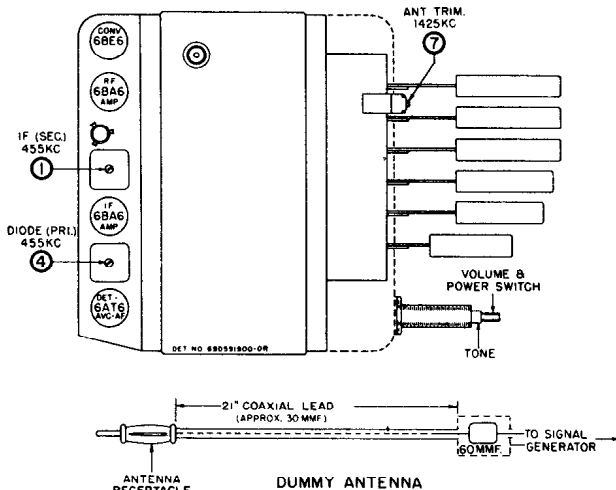 ANT TRIM.
1425KC
7
CONV
6BE6
RF
6BA6
AMP
IF (SEC.)
455KC
1
IF
6BA6
AMP
DIODE (PRI.)
455KC
4
DET-
6AT6
AVC-AF
DET NO 690591900-OR
VOLUME &
POWER SWITCH
TONE
21" COAXIAL LEAD
(APPROX. 30 MMF.)
60MMF.
TO SIGNAL
GENERATOR
ANTENNA
RECEPTACLE
DUMMY ANTENNA